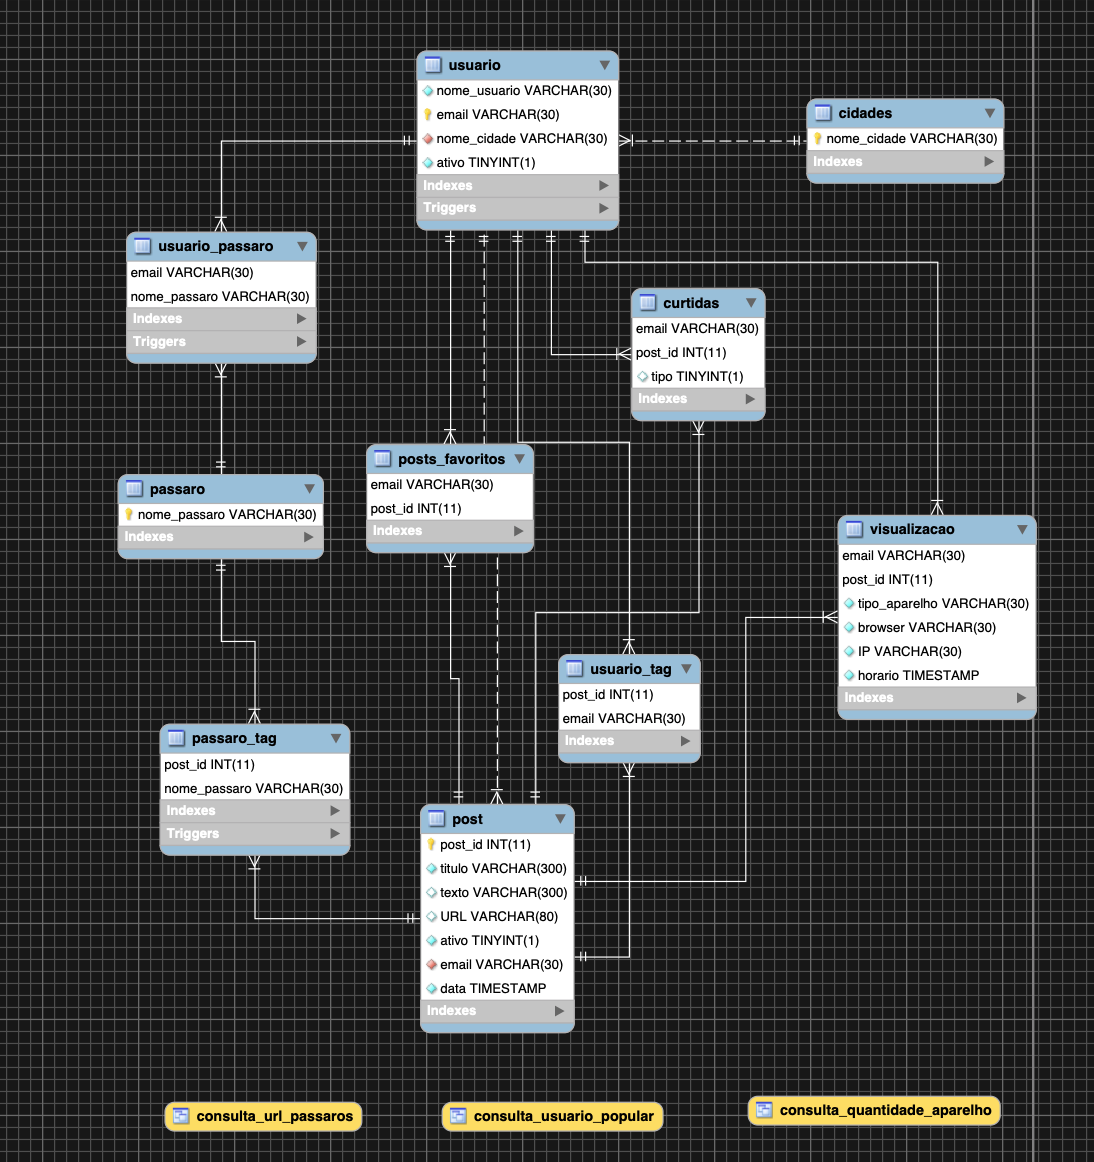 usuario
nome_usuario VARCHAR(30)
email VARCHAR(30)
nome_cidade VARCHAR(30)
ativo TINYINT(1)
Indexes
Triggers
cidades
nome_cidade VARCHAR(30)
Indexes
usuario_passaro
email VARCHAR(30)
nome_passaro VARCHAR(30)
Indexes
Triggers
curtidas
email VARCHAR(30)
post_id INT(11)
tipo TINYINT(1)
Indexes
posts_favoritos
email VARCHAR(30)
post_id INT(11)
Indexes
passaro
nome_passaro VARCHAR(30)
Indexes
visualizacao
email VARCHAR(30)
post_id INT(11)
tipo_aparelho VARCHAR(30)
browser VARCHAR(30)
IP VARCHAR(30)
horario TIMESTAMP
Indexes
usuario_tag
post_id INT(11)
email VARCHAR(30)
Indexes
passaro_tag
post_id INT(11)
nome_passaro VARCHAR(30)
Indexes
Triggers
post
post_id INT(11)
titulo VARCHAR(300)
texto VARCHAR(300)
URL VARCHAR(80)
ativo TINYINT(1)
email VARCHAR(30)
data TIMESTAMP
Indexes
consulta_url_passaros
consulta_usuario_popular
consulta_quantidade_aparelho